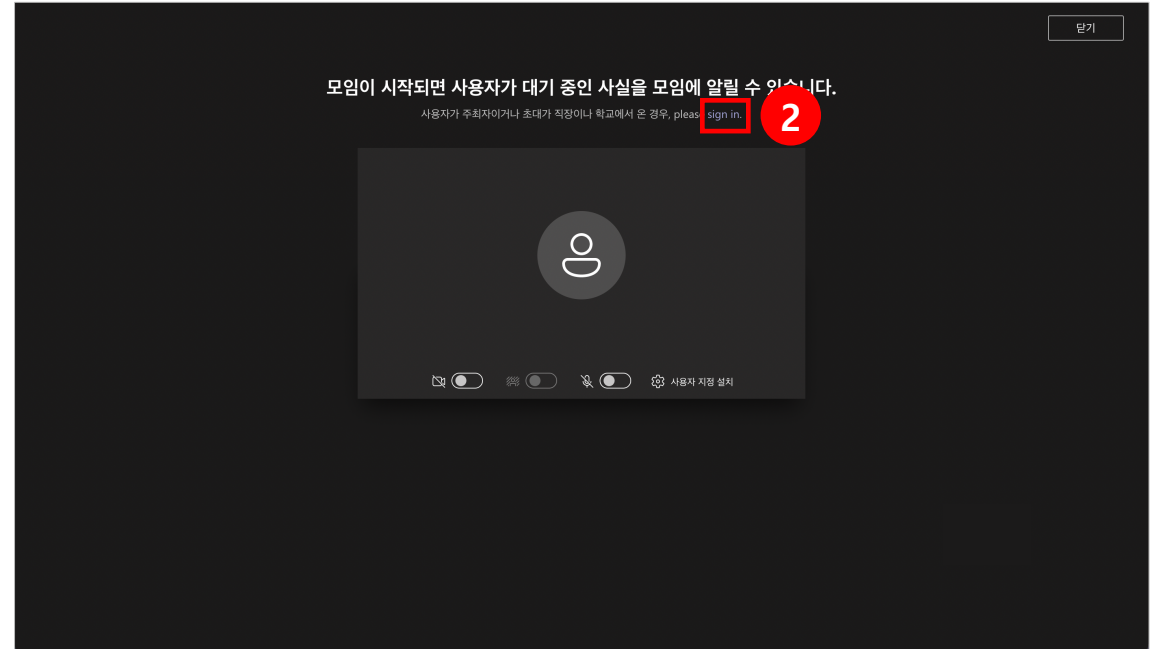 닫기
모임이 시작되면 사용자가 대기 중인 사실을 모임에 알릴 수 있습니다.
사용자가 주최자이거나 초대가 직장이나 학교에서 온 경우, please sign in.
2
사용자 지정 설치